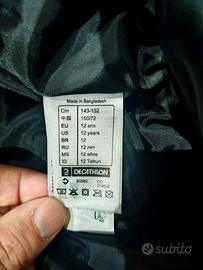 Made in Bangladesh
Cm 143-152
中国 150/72
EU 12 ans
US 12 years
BR 12
RU 12 лет
MX 12 años
ID 12 Tahun
DECATHLON
subito